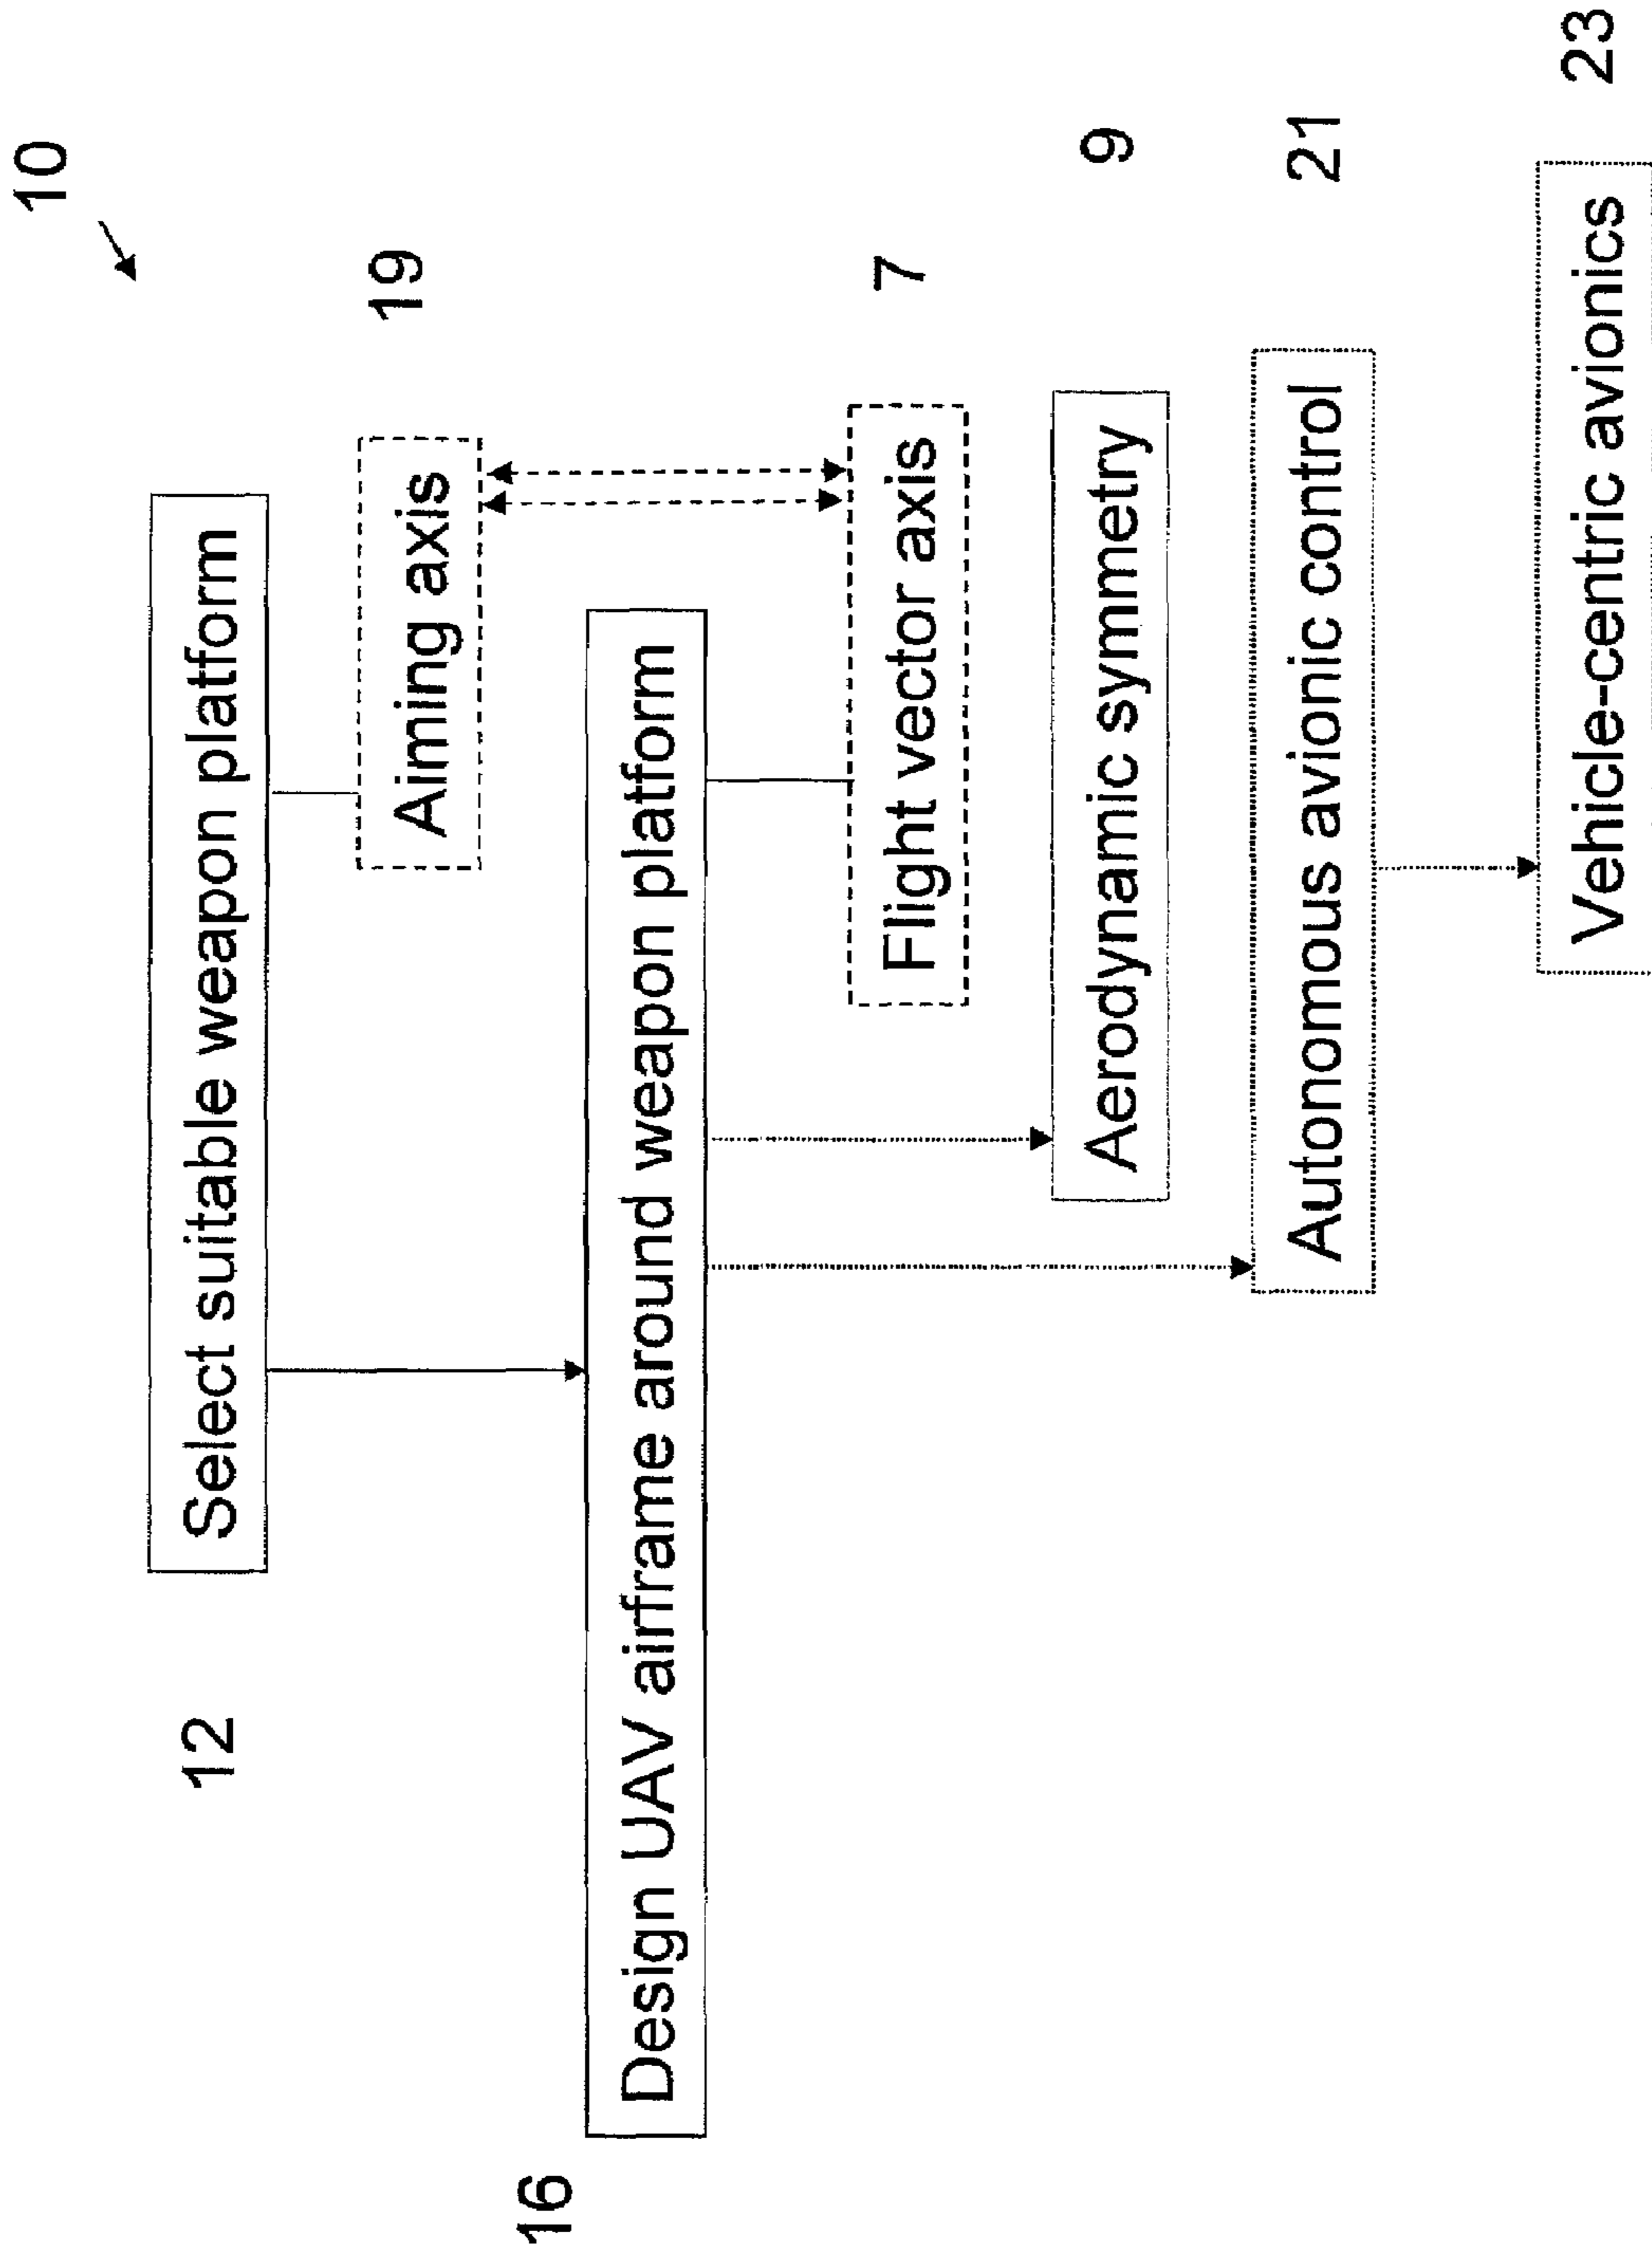 10
12
Select suitable weapon platform
Aiming axis
19
16
Design UAV airframe around weapon platform
Flight vector axis
7
Aerodynamic symmetry
9
Autonomous avionic control
21
Vehicle-centric avionics
23